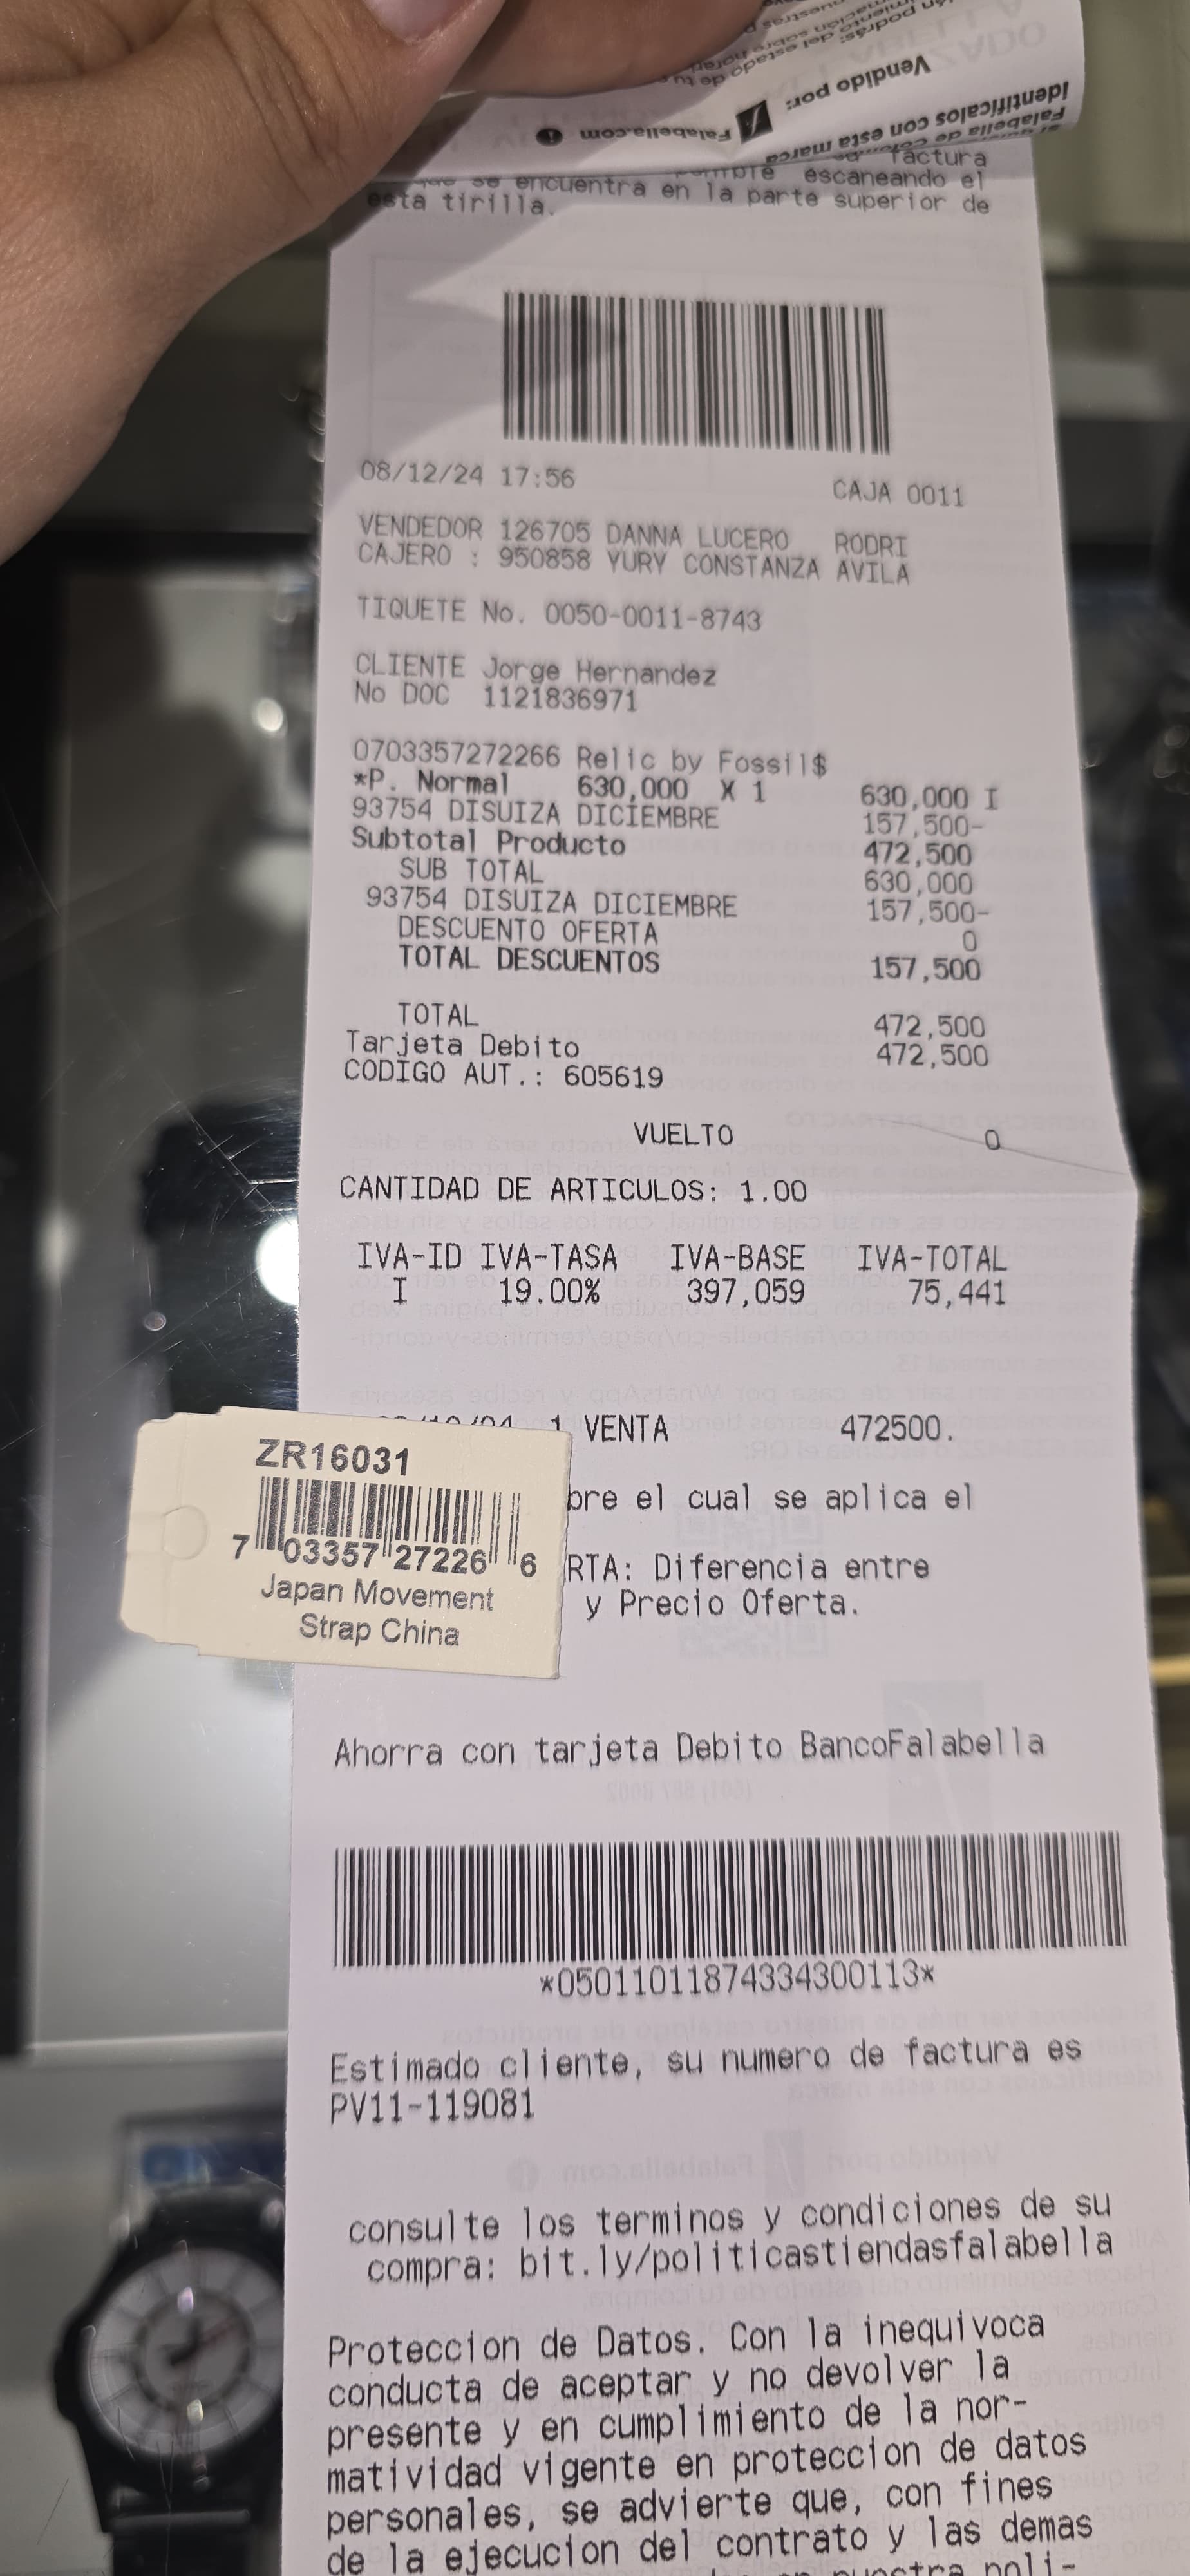 Identifícalos con esta marca
Vendido por:
Falabella.com
factura
escaneando el
se encuentra en la parte superior de
esta tirilla.
08/12/24 17:56 CAJA 0011
VENDEDOR 126705 DANNA LUCERO RODRI
CAJERO : 950858 YURY CONSTANZA AVILA
TIQUETE No. 0050-0011-8743
CLIENTE Jorge Hernandez
No DOC 1121836971
0703357272266 Relic by Fossil$
*P. Normal 630,000 X 1 630,000 I
93754 DISUIZA DICIEMBRE 157,500-
Subtotal Producto 472,500
SUB TOTAL 630,000
93754 DISUIZA DICIEMBRE 157,500-
DESCUENTO OFERTA 0
TOTAL DESCUENTOS 157,500
TOTAL 472,500
Tarjeta Debito 472,500
CODIGO AUT.: 605619
VUELTO 0
CANTIDAD DE ARTICULOS: 1.00
IVA-ID IVA-TASA IVA-BASE IVA-TOTAL
I 19.00% 397,059 75,441
1 VENTA 472500.
bre el cual se aplica el
RTA: Diferencia entre
y Precio Oferta.
ZR16031
7 03357 27226 6
Japan Movement
Strap China
Ahorra con tarjeta Debito BancoFalabella
*05011011874334300113*
Estimado cliente, su numero de factura es
PV11-119081
consulte los terminos y condiciones de su
compra: bit.ly/politicastiendasfalabella
Proteccion de Datos. Con la inequivoca
conducta de aceptar y no devolver la
presente y en cumplimiento de la nor-
matividad vigente en proteccion de datos
personales, se advierte que, con fines
de la ejecucion del contrato y las demas